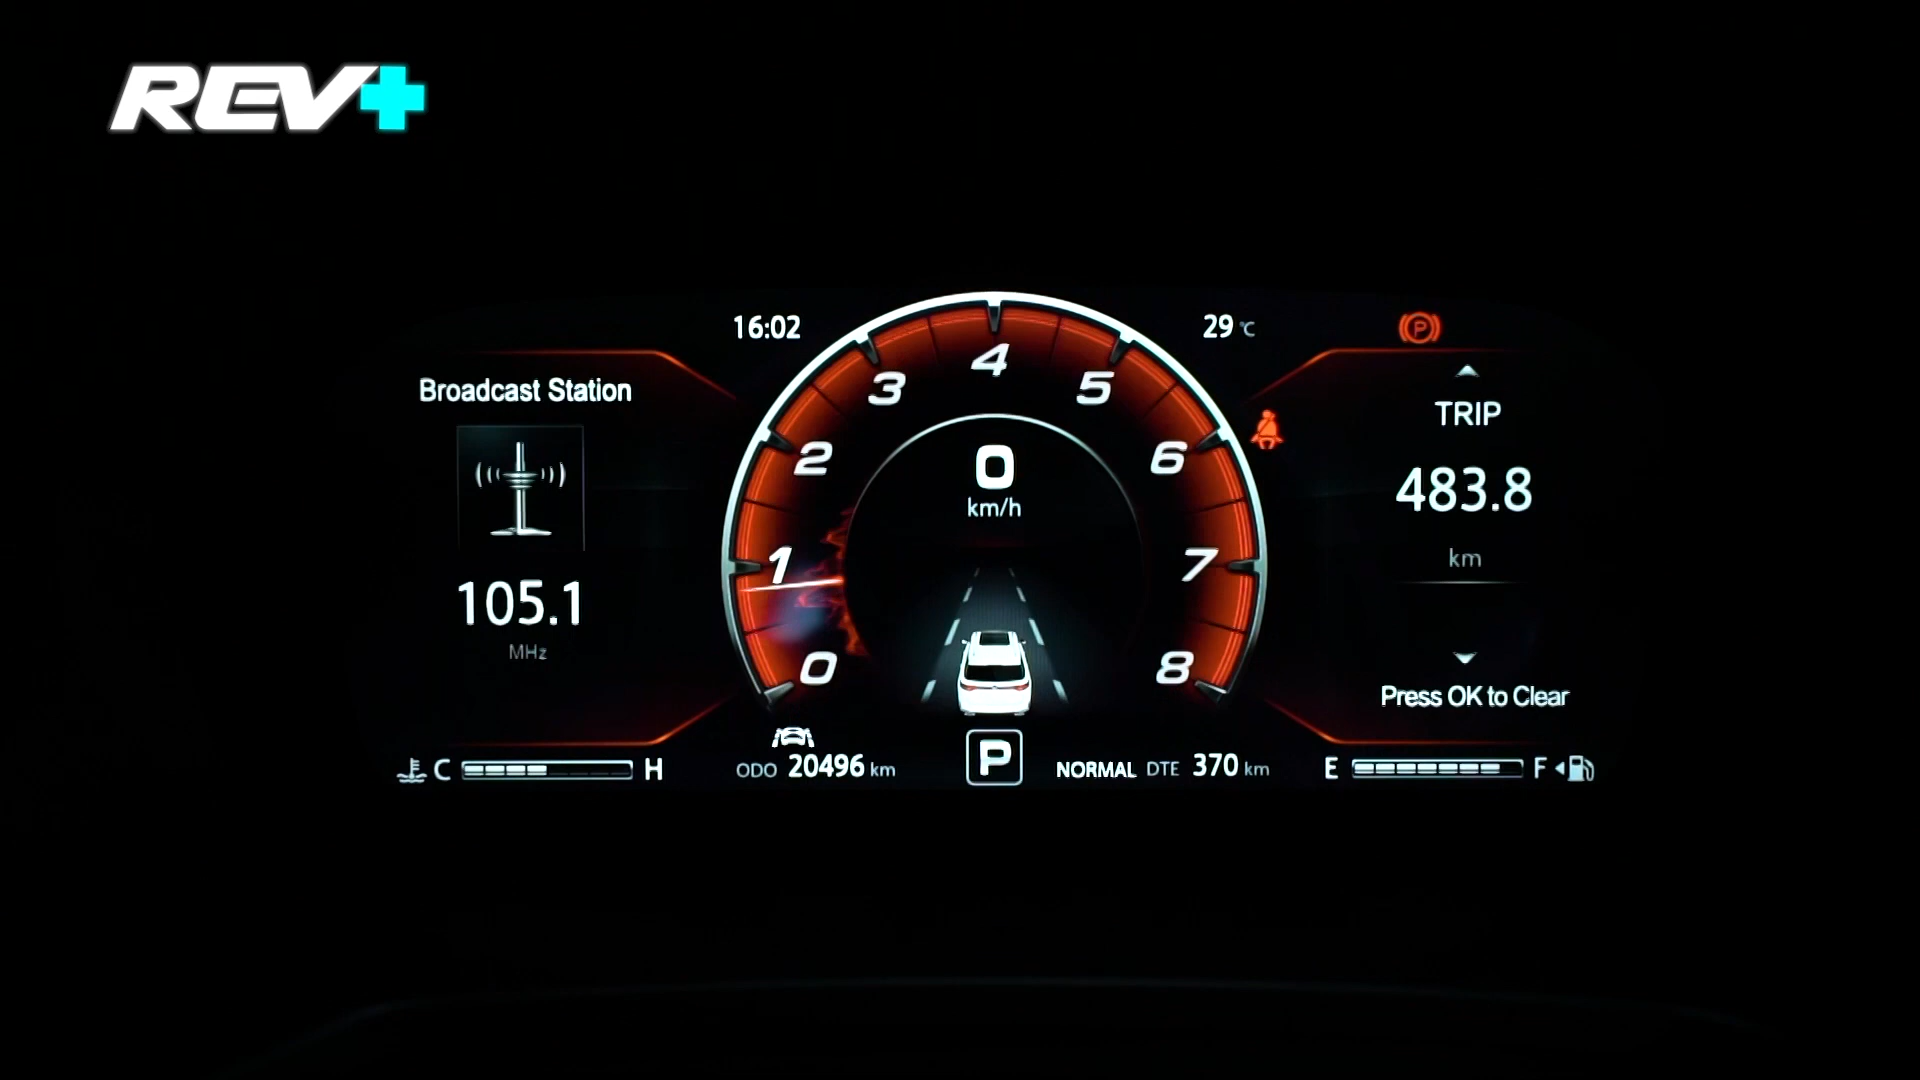 REV+
16:02
29 °C
P
Broadcast Station
105.1
MHz
0
1
2
3
4
5
6
7
8
0
km/h
TRIP
483.8
km
Press OK to Clear
C H
ODO 20496 km
P
NORMAL DTE 370 km
E F